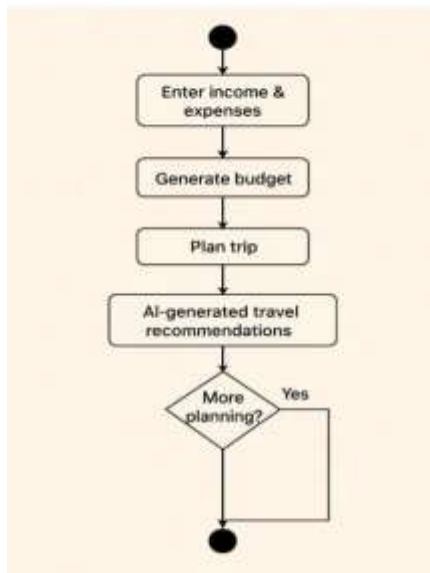 Enter income &
expenses
Generate budget
Plan trip
AI-generated travel
recommendations
More
planning?
Yes